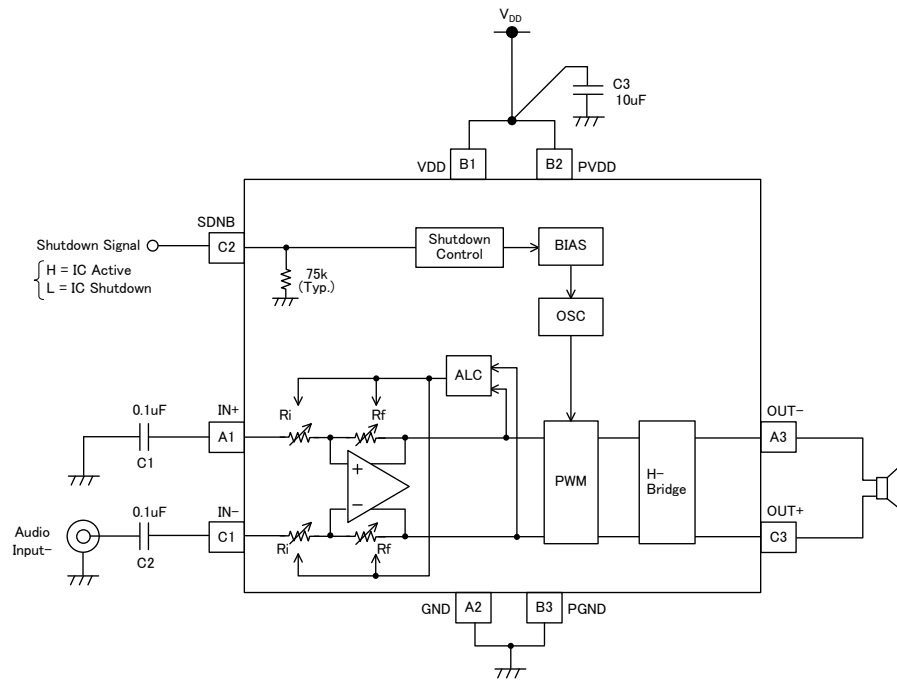 VDD
C3
10uF
VDD
B1
B2
PVDD
SDNB
Shutdown Signal
C2
H = IC Active
L = IC Shutdown
75k
(Typ.)
Shutdown
Control
BIAS
OSC
ALC
0.1uF
IN+
Ri
Rf
OUT-
A1
A3
C1
+
PWM
H-
Bridge
-
0.1uF
IN-
OUT+
Audio
Input-
C1
C3
C2
Ri
Rf
GND
A2
B3
PGND